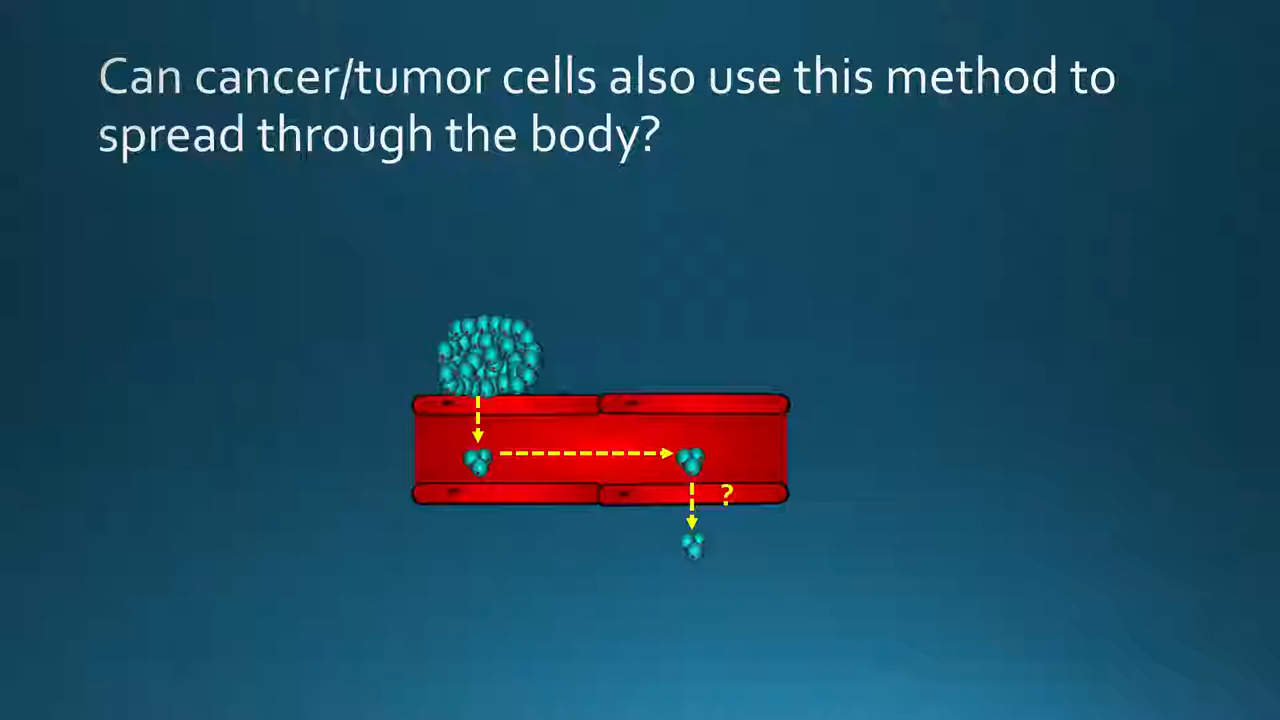 Can cancer/tumor cells also use this method to
spread through the body?
?